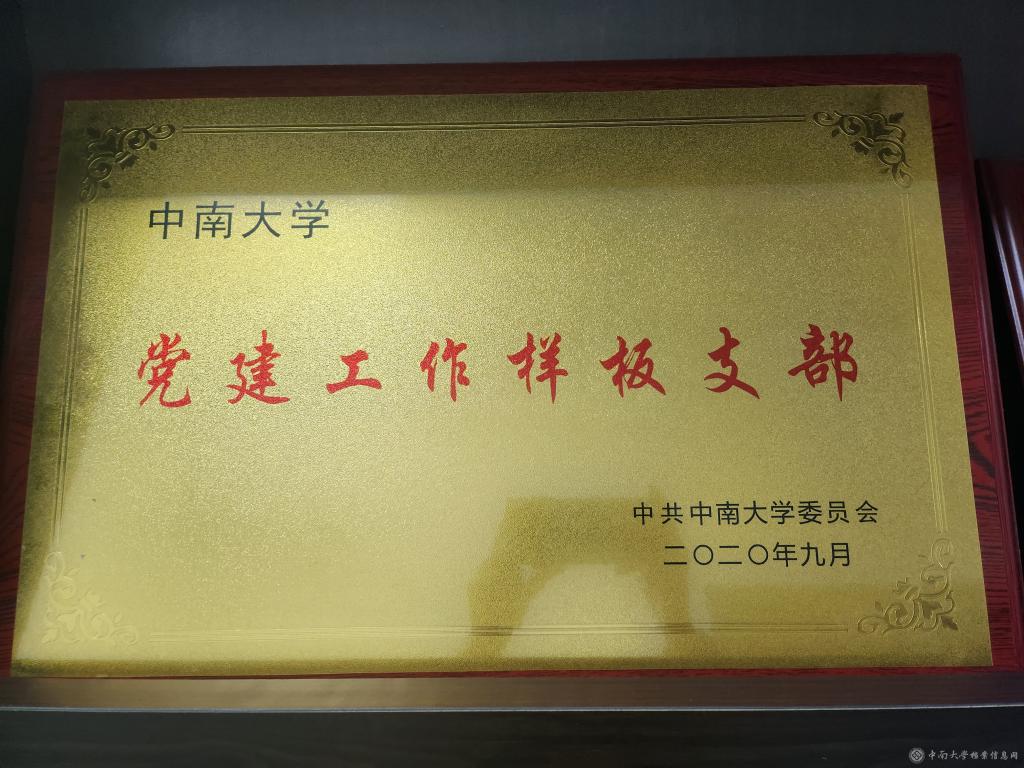 中南大学
党建工作样板支部
中共中南大学委员会
二〇二〇年九月
中南大学档案信息网